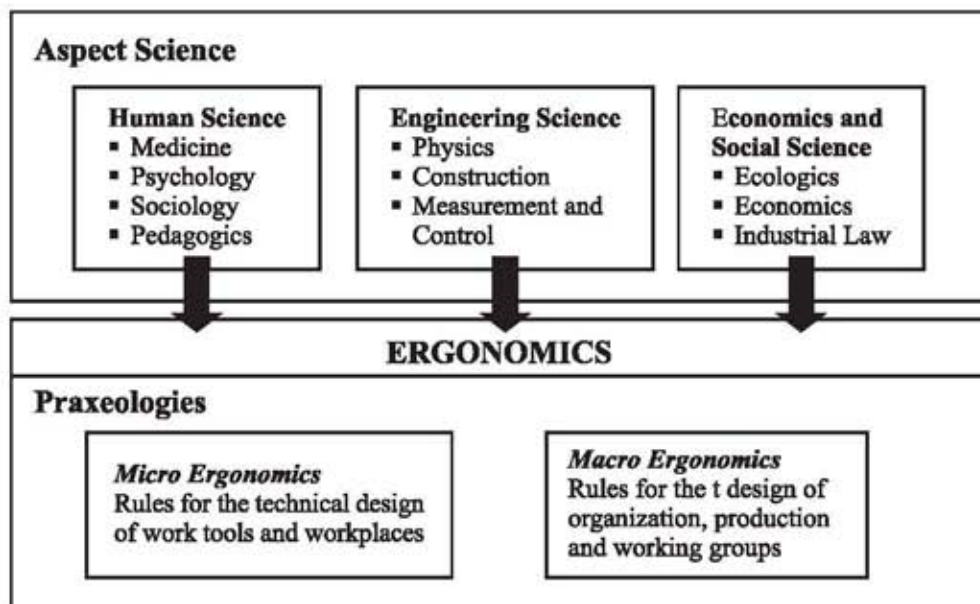 Aspect Science
Human Science
▪ Medicine
▪ Psychology
▪ Sociology
▪ Pedagogics
Engineering Science
▪ Physics
▪ Construction
▪ Measurement and
Control
Economics and
Social Science
▪ Ecologics
▪ Economics
▪ Industrial Law
ERGONOMICS
Praxeologies
Micro Ergonomics
Rules for the technical design
of work tools and workplaces
Macro Ergonomics
Rules for the t design of
organization, production
and working groups